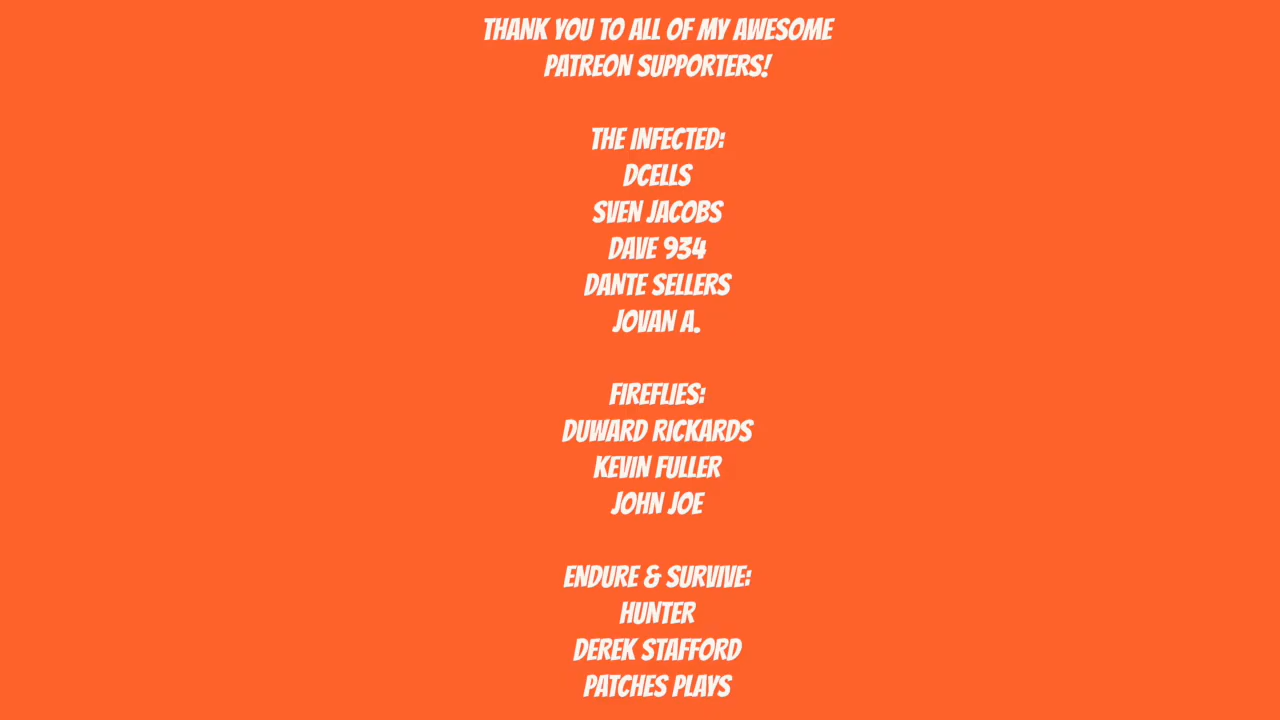 THANK YOU TO ALL OF MY AWESOME
PATREON SUPPORTERS!
THE INFECTED:
DCELLS
SVEN JACOBS
DAVE 934
DANTE SELLERS
JOVAN A.
FIREFLIES:
DUWARD RICKARDS
KEVIN FULLER
JOHN JOE
ENDURE & SURVIVE:
HUNTER
DEREK STAFFORD
PATCHES PLAYS